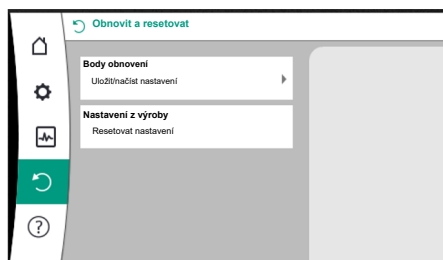 Obnovit a resetovat
Body obnovení
Uložit/načíst nastavení
Nastavení z výroby
Resetovat nastavení